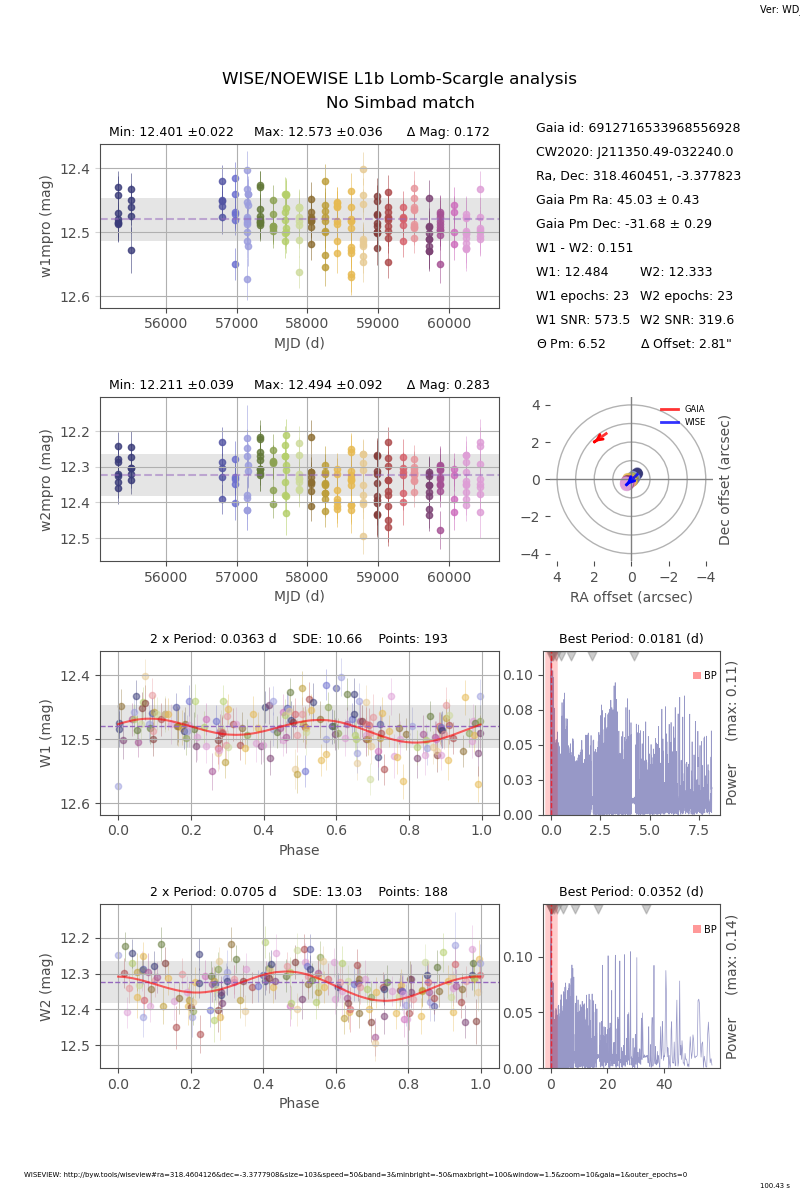 Ver: WD_
WISE/NOEWISE L1b Lomb-Scargle analysis
No Simbad match
Min: 12.401 ±0.022 Max: 12.573 ±0.036 Δ Mag: 0.172
12.4
12.5
12.6
w1mpro (mag)
56000 57000 58000 59000 60000
MJD (d)
Gaia id: 6912716533968556928
CW2020: J211350.49-032240.0
Ra, Dec: 318.460451, -3.377823
Gaia Pm Ra: 45.03 ± 0.43
Gaia Pm Dec: -31.68 ± 0.29
W1 - W2: 0.151
W1: 12.484 W2: 12.333
W1 epochs: 23 W2 epochs: 23
W1 SNR: 573.5 W2 SNR: 319.6
Θ Pm: 6.52 Δ Offset: 2.81"
Min: 12.211 ±0.039 Max: 12.494 ±0.092 Δ Mag: 0.283
12.2
12.3
12.4
12.5
w2mpro (mag)
56000 57000 58000 59000 60000
MJD (d)
GAIA
WISE
4
2
0
−2
−4
4 2 0 −2 −4
RA offset (arcsec)
Dec offset (arcsec)
2 x Period: 0.0363 d SDE: 10.66 Points: 193
12.4
12.5
12.6
W1 (mag)
0.0 0.2 0.4 0.6 0.8 1.0
Phase
Best Period: 0.0181 (d)
BP
0.10
0.08
0.05
0.03
0.00
0.0 2.5 5.0 7.5
Power (max: 0.11)
2 x Period: 0.0705 d SDE: 13.03 Points: 188
12.2
12.3
12.4
12.5
W2 (mag)
0.0 0.2 0.4 0.6 0.8 1.0
Phase
Best Period: 0.0352 (d)
BP
0.10
0.05
0.00
0 20 40
Power (max: 0.14)
WISEVIEW: http://byw.tools/wiseview#ra=318.4604126&dec=-3.3777908&size=103&speed=50&band=3&minbright=-50&maxbright=100&window=1.5&zoom=10&gaia=1&outer_epochs=0
100.43 s